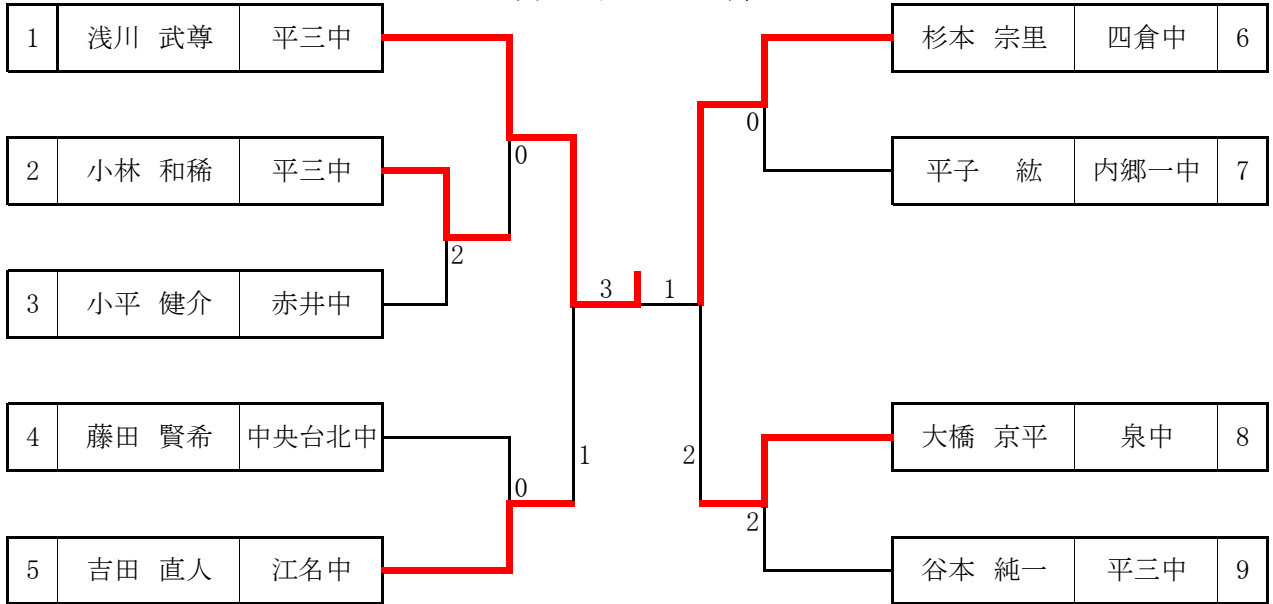 1 浅川 武尊 平三中
2 小林 和稀 平三中
3 小平 健介 赤井中
4 藤田 賢希 中央台北中
5 吉田 直人 江名中
0
2
0
1
3 1
0
2
2
杉本 宗里 四倉中 6
平子 紘 内郷一中 7
大橋 京平 泉中 8
谷本 純一 平三中 9